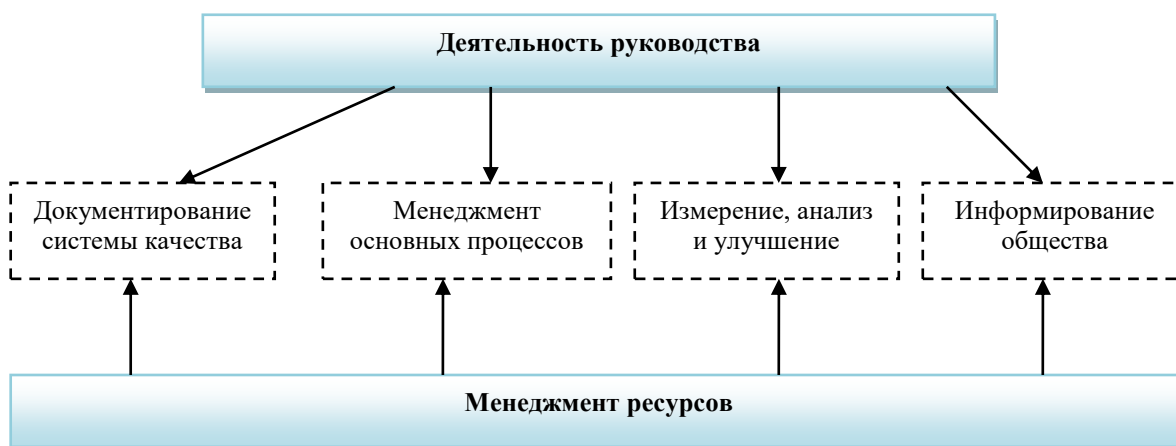 Деятельность руководства
Документирование
системы качества
Менеджмент
основных процессов
Измерение, анализ
и улучшение
Информирование
общества
Менеджмент ресурсов